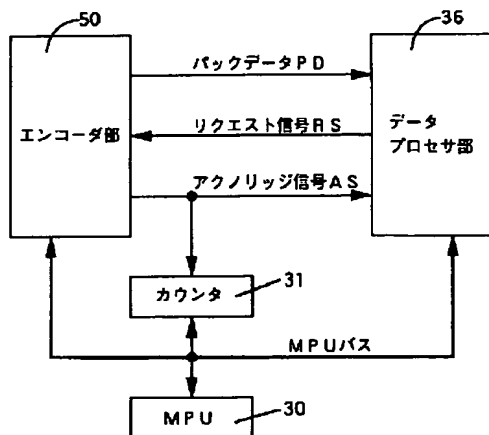 50
36
パックデータPD
エンコーダ部
リクエスト信号RS
データ
プロセサ部
アクノリッジ信号AS
カウンタ
31
MPUバス
MPU
30